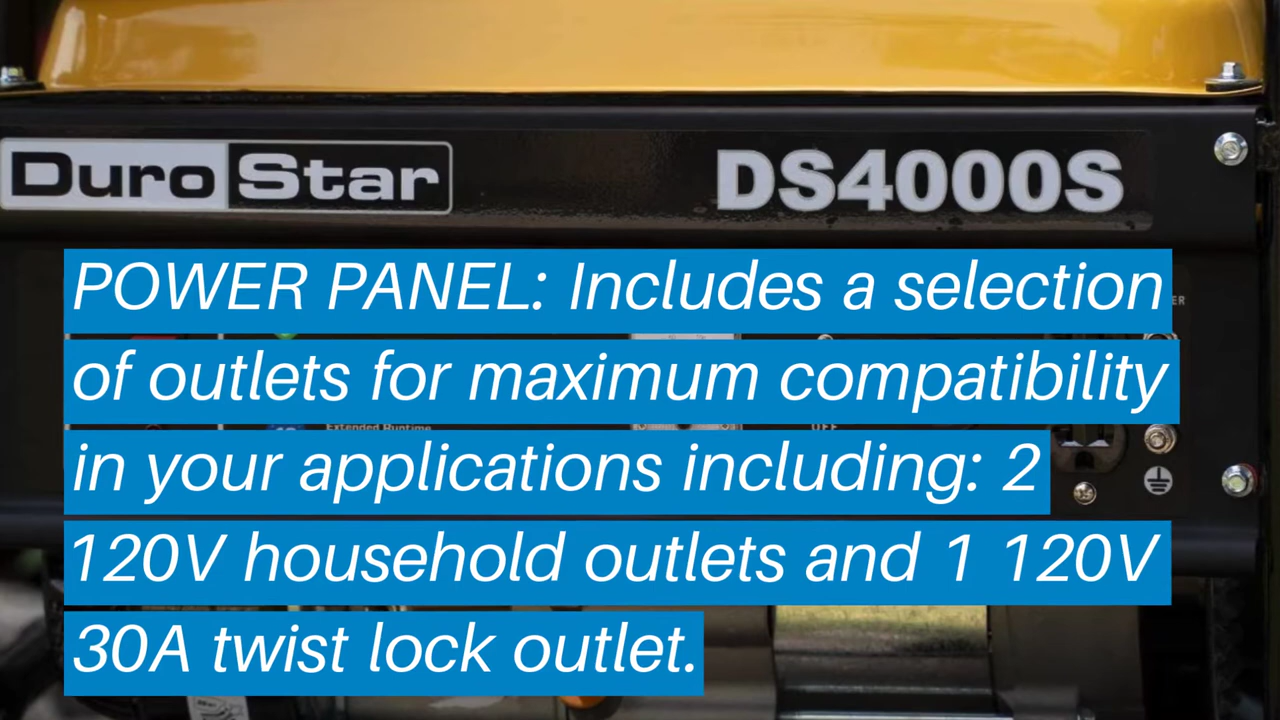 DuroStar
DS4000S
POWER PANEL: Includes a selection
of outlets for maximum compatibility
in your applications including: 2
120V household outlets and 1 120V
30A twist lock outlet.
Extended Runtime
OFF